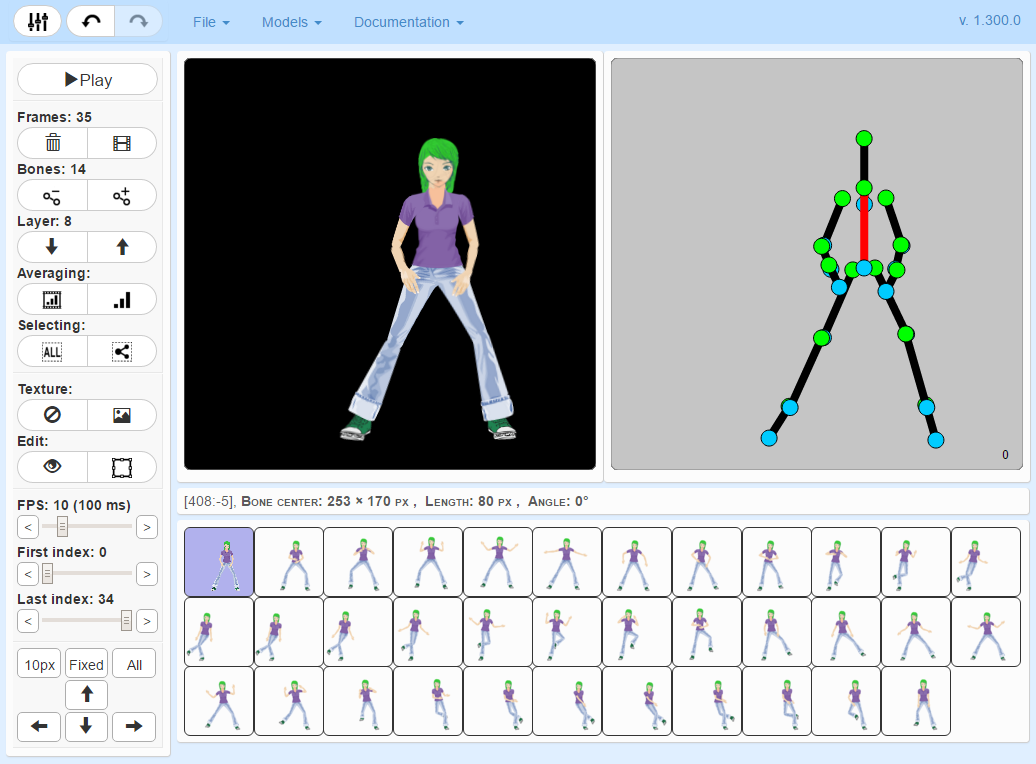 File Models Documentation v. 1.300.0
Play
Frames: 35
Bones: 14
Layer: 8
Averaging:
Selecting:
ALL
Texture:
Edit:
FPS: 10 (100 ms)
< >
First index: 0
< >
Last index: 34
< >
10px Fixed All
0
[408:-5], Bone center: 253 × 170 px , Length: 80 px , Angle: 0°